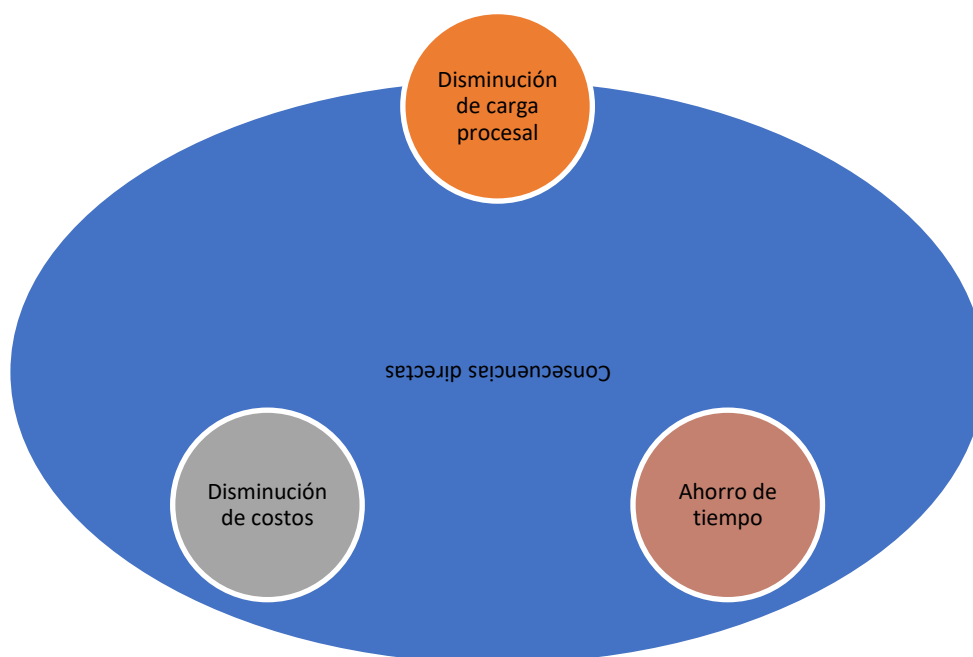 Disminución
de carga
procesal
Consecuencias directas
Disminución
de costos
Ahorro de
tiempo